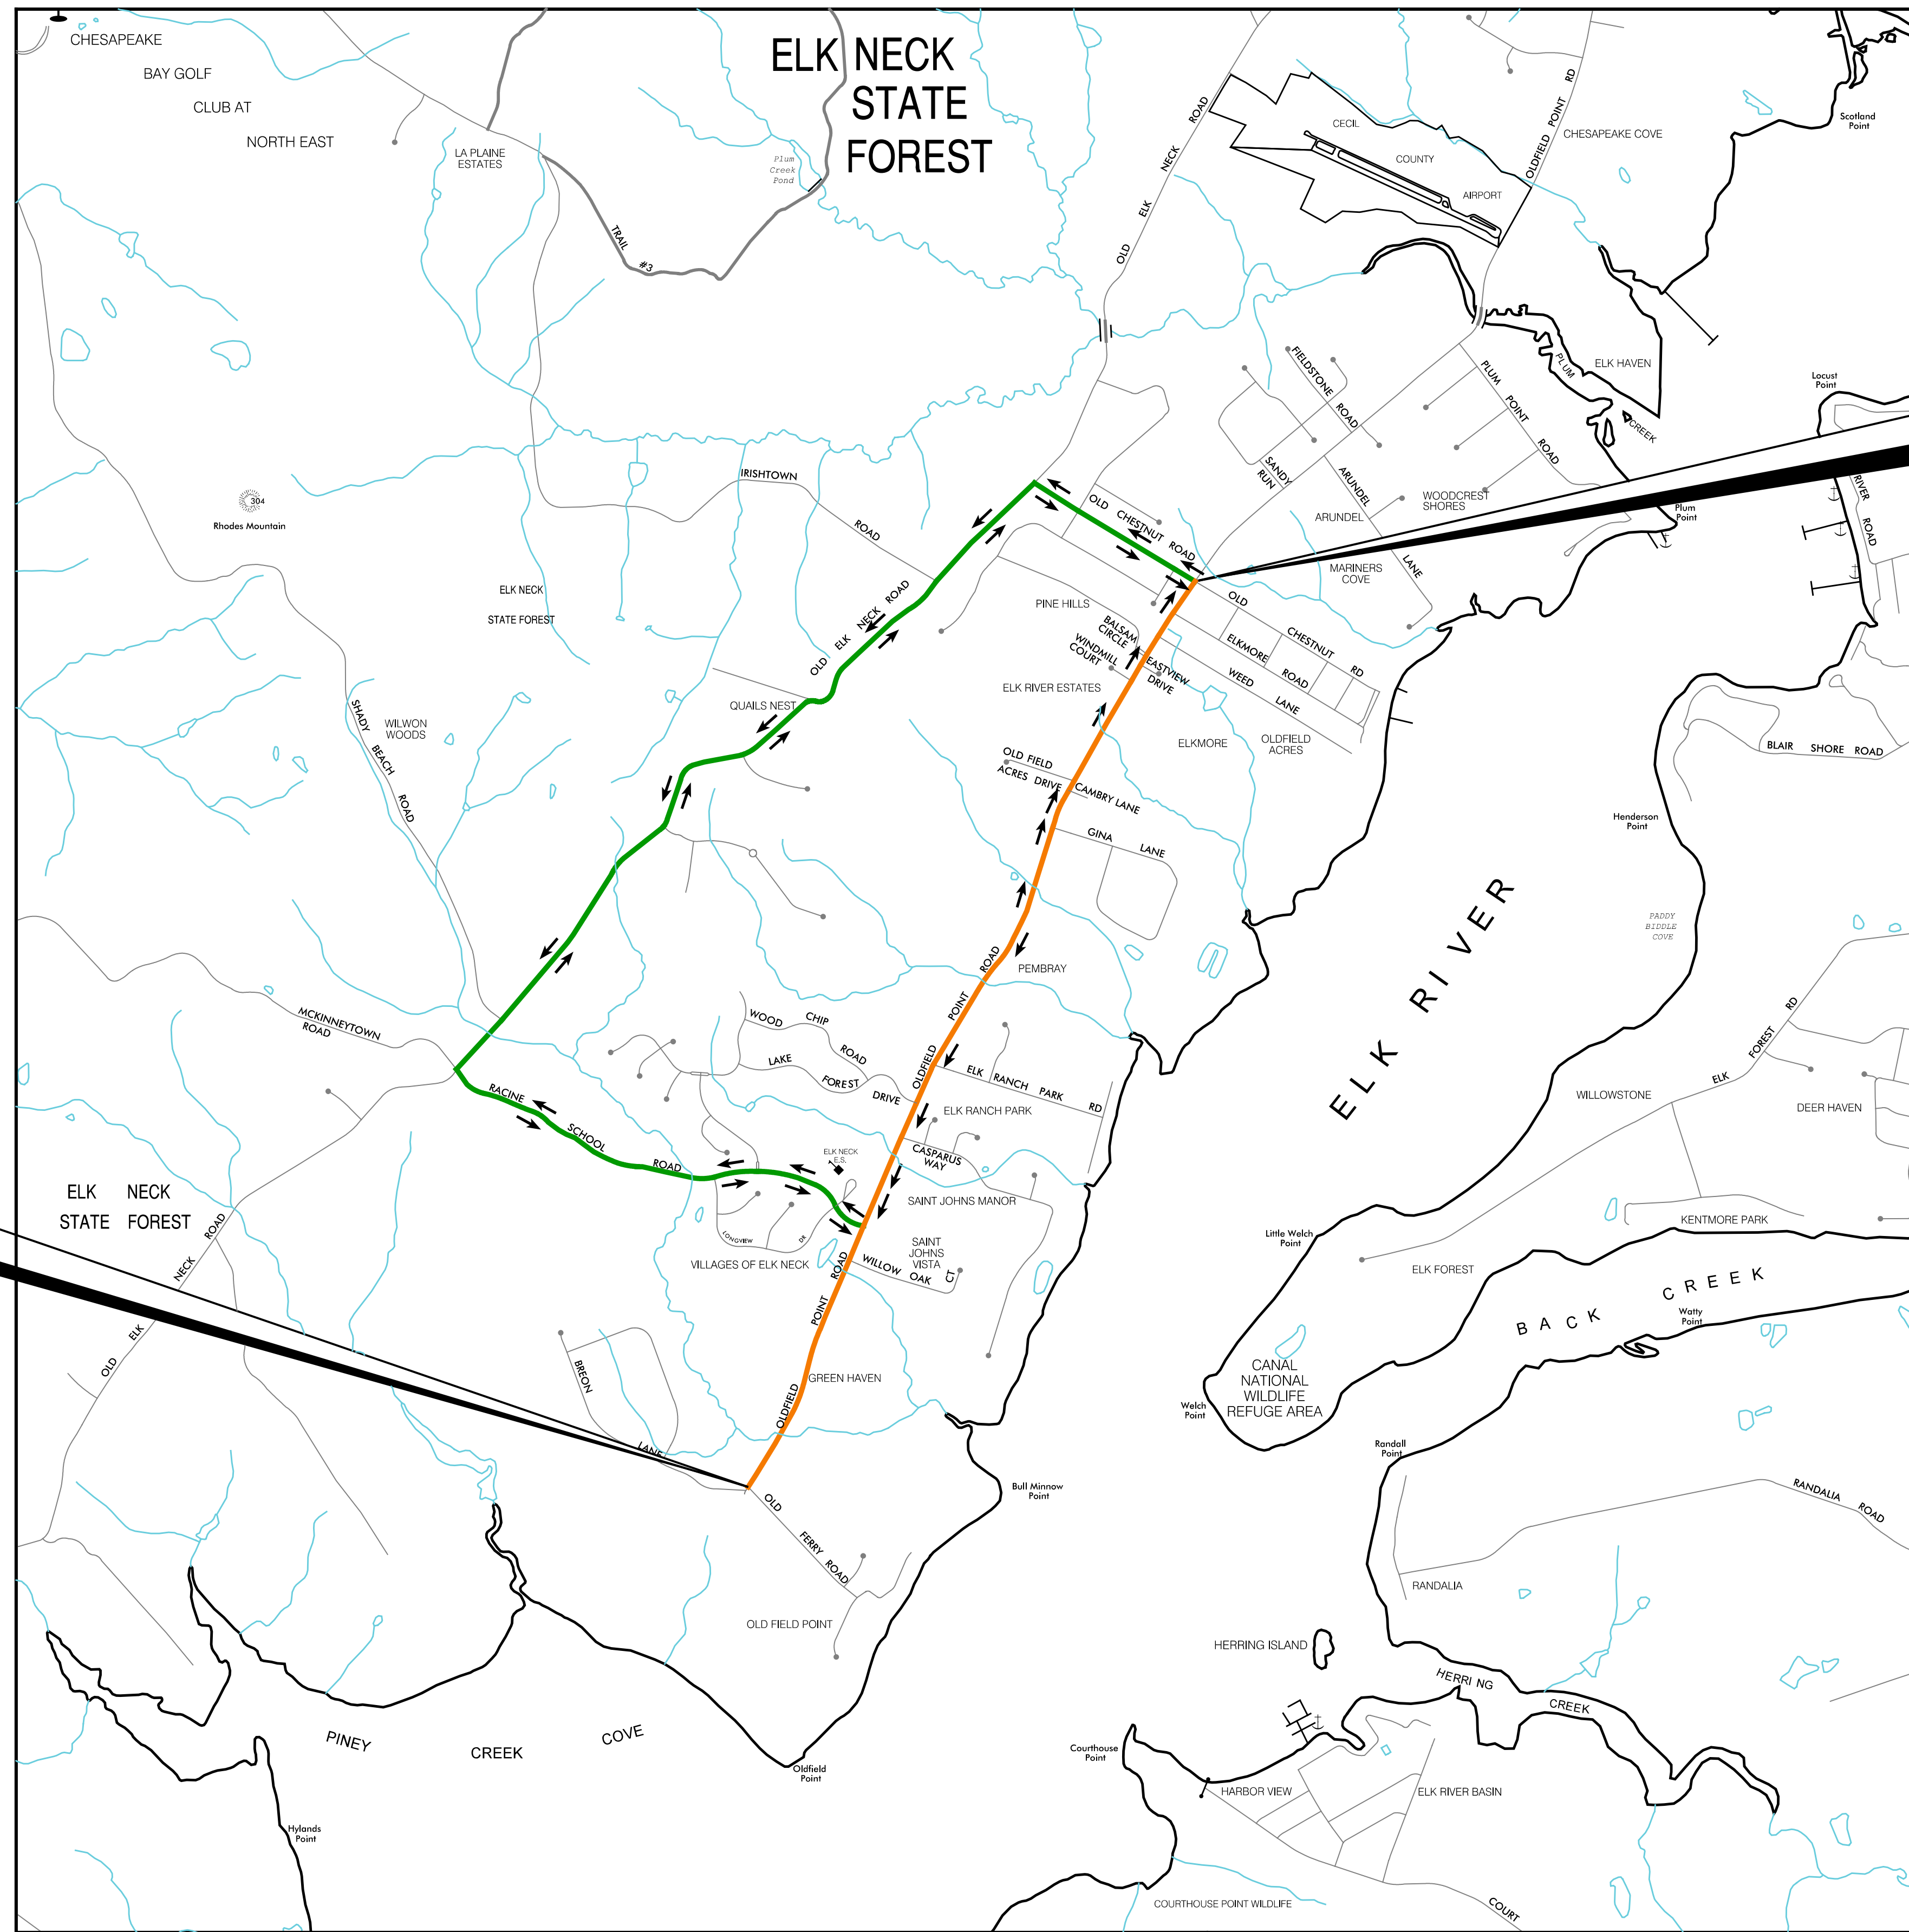 CHESAPEAKE
BAY GOLF
CLUB AT
NORTH EAST
LA PLAINE
ESTATES
ELK NECK
STATE
FOREST
Plum
Creek
Pond
TRAIL
#3
OLD ELK NECK ROAD
CECIL
COUNTY
AIRPORT
OLDFIELD POINT RD
CHESAPEAKE COVE
Scotland
Point
ELK HAVEN
PLUM
CREEK
Locust
Point
FIELDSTONE ROAD
PLUM POINT ROAD
SANDY
RUN
ARUNDEL
LANE
ARUNDEL
WOODCREST
SHORES
Plum
Point
RIVER ROAD
MARINERS
COVE
304
Rhodes Mountain
IRISHTOWN
ROAD
ELK NECK
STATE FOREST
OLD CHESTNUT ROAD
OLD ELK NECK ROAD
PINE HILLS
BALSAM
CIRCLE
WINDMILL
COURT
EASTVIEW
DRIVE
OLD CHESTNUT RD
ELKMORE ROAD
WEED LANE
ELK RIVER ESTATES
ELKMORE
OLDFIELD
ACRES
QUAILS NEST
WILWON
WOODS
SHADY BEACH ROAD
OLD FIELD
ACRES DRIVE
CAMBRY LANE
GINA LANE
BLAIR SHORE ROAD
Henderson
Point
PADDY
BIDDLE
COVE
ELK RIVER
PEMBRAY
OLDFIELD POINT ROAD
MCKINNEYTOWN
ROAD
WOOD CHIP ROAD
LAKE FOREST DRIVE
ELK RANCH PARK RD
ELK RANCH PARK
RACINE SCHOOL ROAD
ELK NECK
E.S.
CASPARUS
WAY
SAINT JOHNS MANOR
ELK FOREST RD
WILLOWSTONE
DEER HAVEN
ELK NECK
STATE FOREST
LONGVIEW DR
VILLAGES OF ELK NECK
SAINT
JOHNS
VISTA
WILLOW OAK CT
KENTMORE PARK
Little Welch
Point
ELK FOREST
BACK CREEK
Watty
Point
OLD ELK NECK ROAD
BREON
LANE
OLDFIELD POINT ROAD
GREEN HAVEN
CANAL
NATIONAL
WILDLIFE
REFUGE AREA
Welch
Point
Randall
Point
Bull Minnow
Point
OLD FERRY ROAD
RANDALIA ROAD
RANDALIA
OLD FIELD POINT
HERRING ISLAND
HERRI NG
CREEK
PINEY CREEK COVE
Oldfield
Point
Courthouse
Point
HARBOR VIEW
ELK RIVER BASIN
Hylands
Point
COURTHOUSE POINT WILDLIFE
COURT